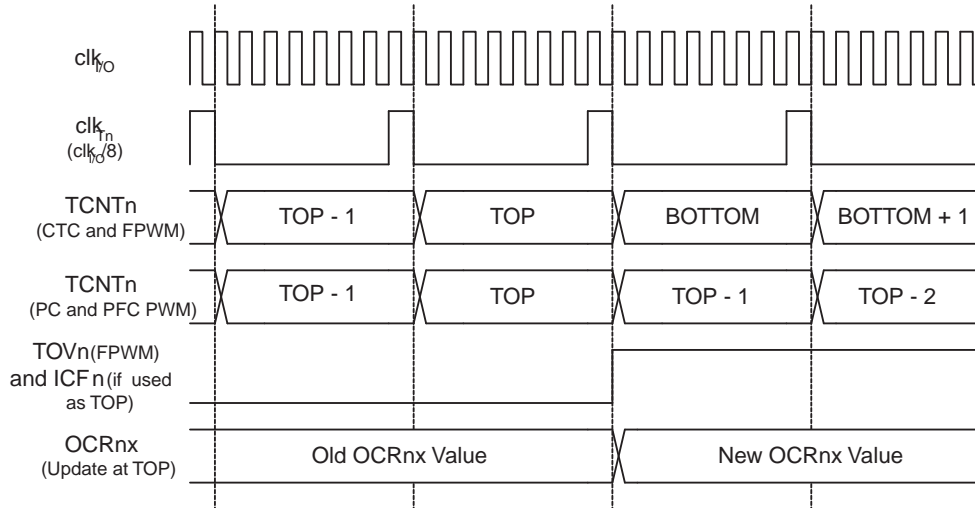 clkI/O
clkTn
(clkI/O/8)
TCNTn
(CTC and FPWM)
TOP - 1
TOP
BOTTOM
BOTTOM + 1
TCNTn
(PC and PFC PWM)
TOP - 1
TOP
TOP - 1
TOP - 2
TOVn(FPWM)
and ICFn(if used
as TOP)
OCRnx
(Update at TOP)
Old OCRnx Value
New OCRnx Value